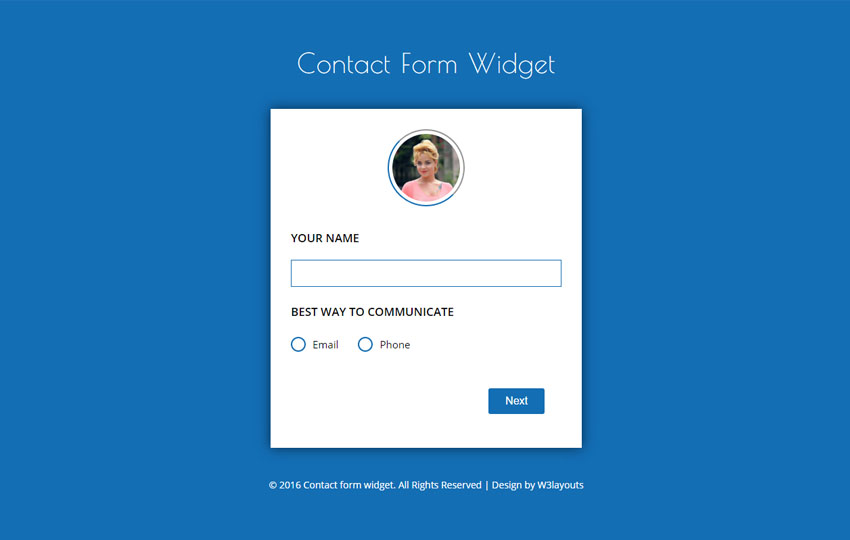 Contact Form Widget
YOUR NAME
BEST WAY TO COMMUNICATE
Email Phone
Next
© 2016 Contact form widget. All Rights Reserved | Design by W3layouts